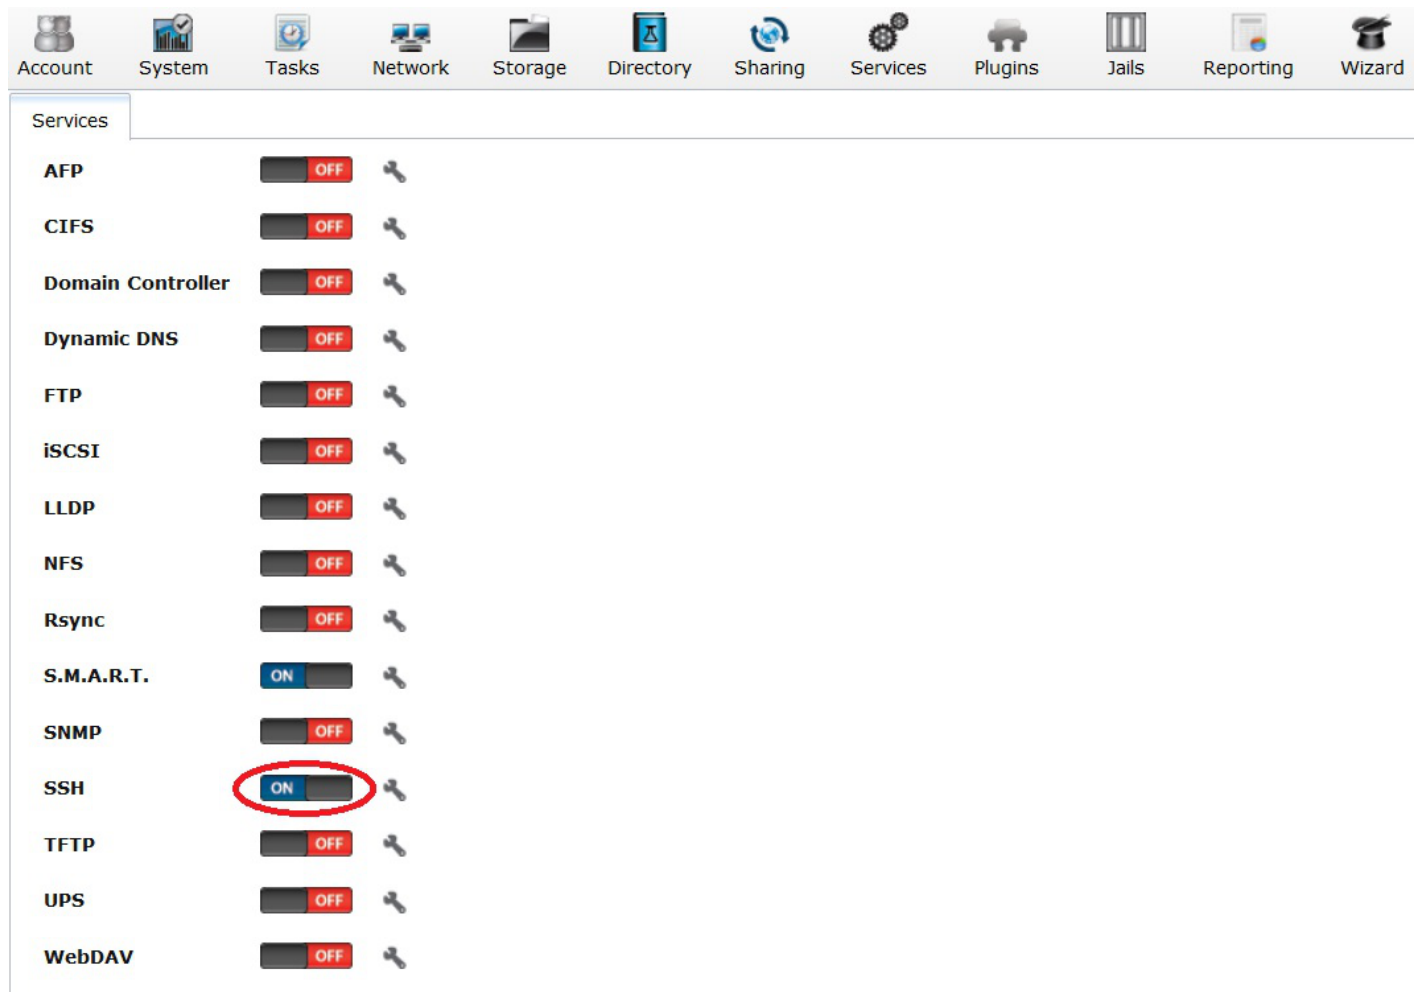 Account System Tasks Network Storage Directory Sharing Services Plugins Jails Reporting Wizard
Services
AFP OFF
CIFS OFF
Domain Controller OFF
Dynamic DNS OFF
FTP OFF
iSCSI OFF
LLDP OFF
NFS OFF
Rsync OFF
S.M.A.R.T. ON
SNMP OFF
SSH ON
TFTP OFF
UPS OFF
WebDAV OFF